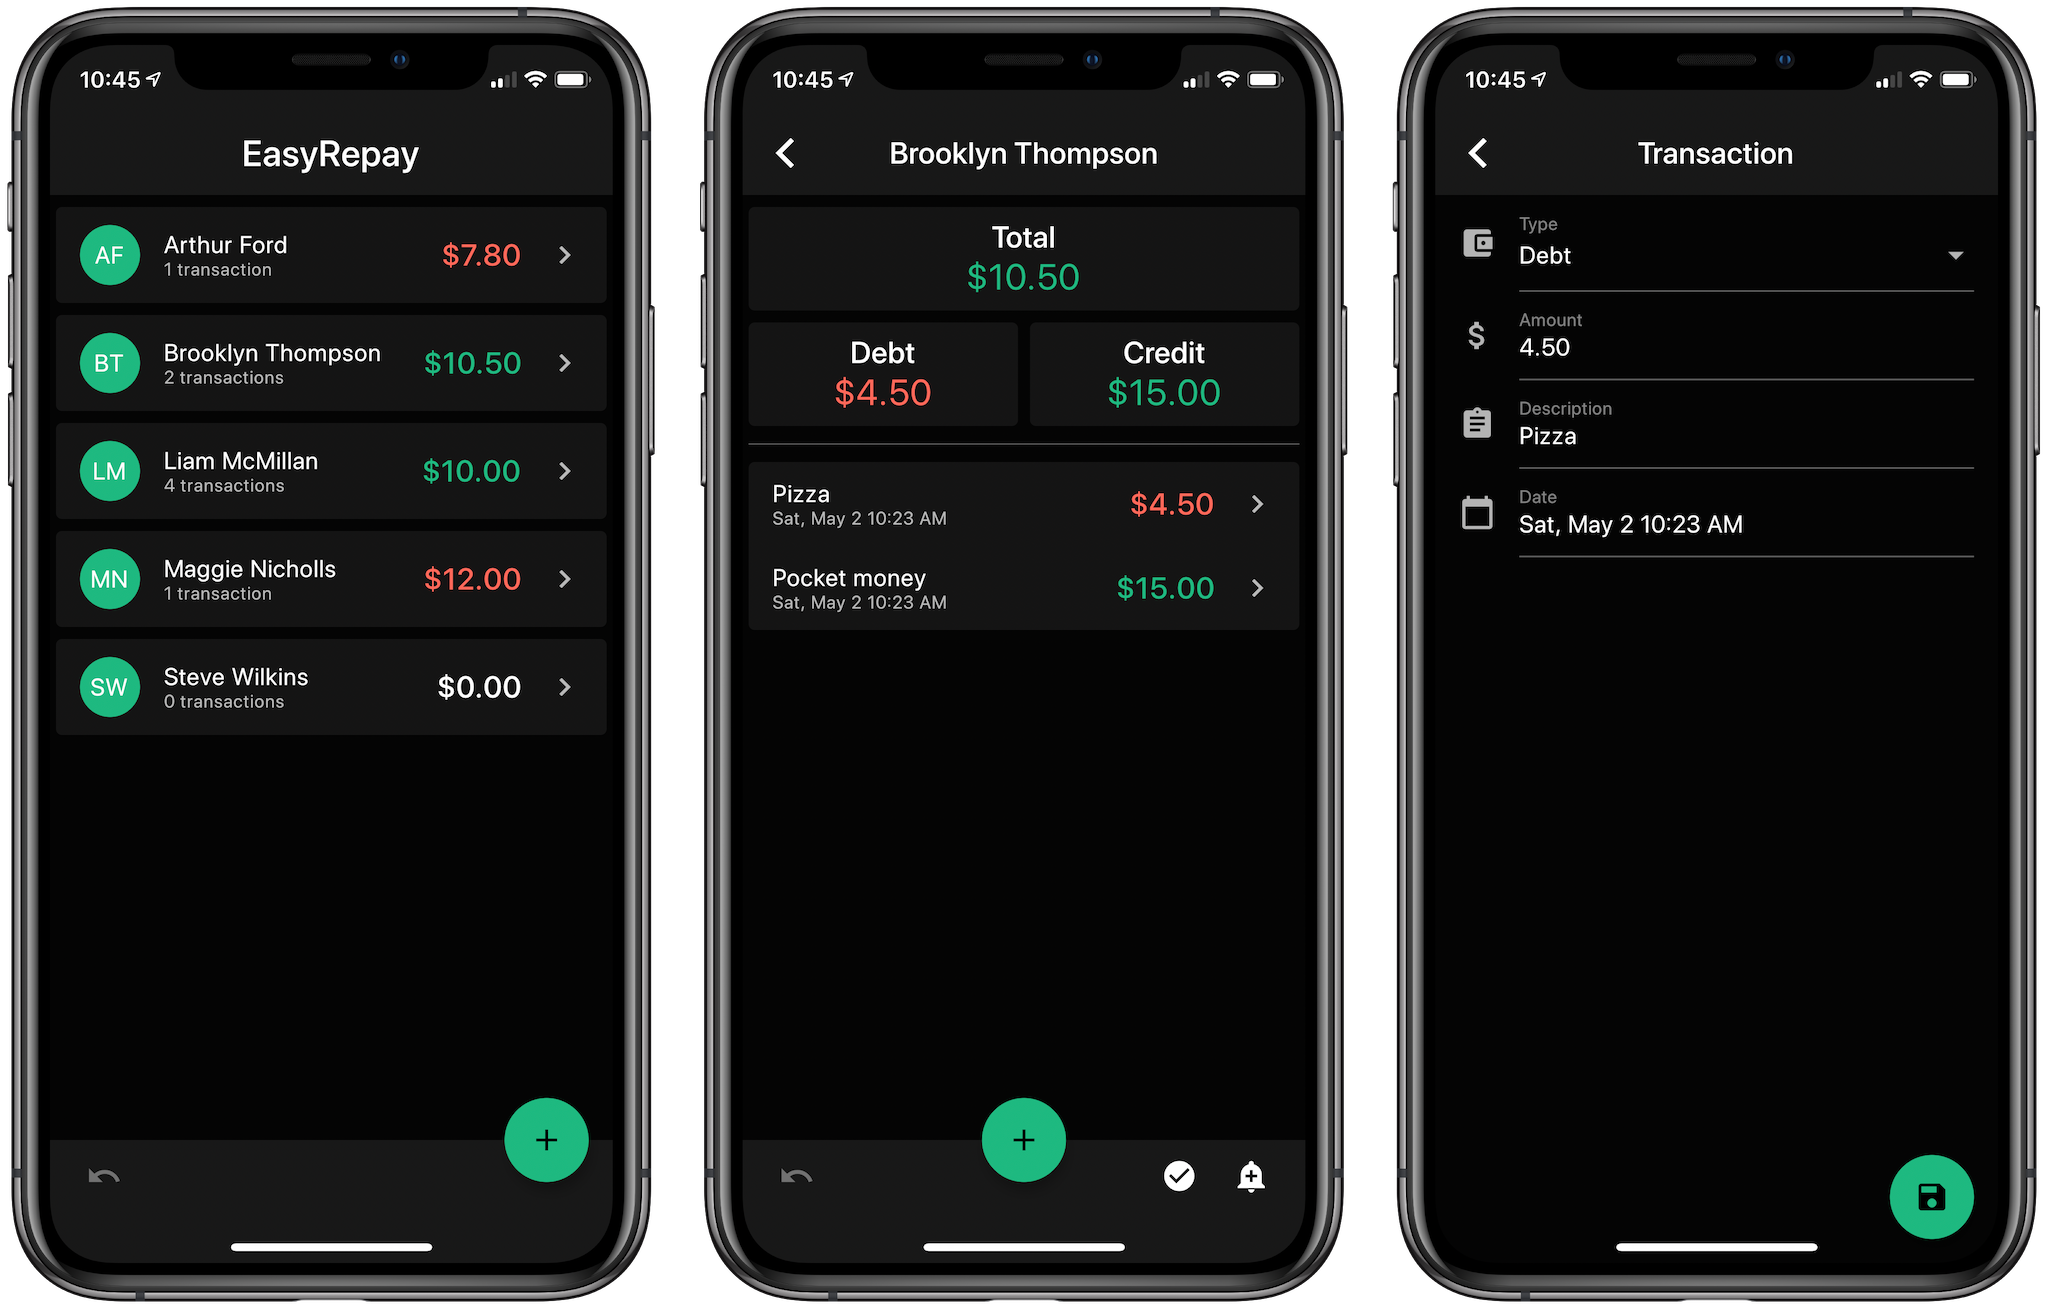 10:45
EasyRepay
AF
Arthur Ford
1 transaction
$7.80
BT
Brooklyn Thompson
2 transactions
$10.50
LM
Liam McMillan
4 transactions
$10.00
MN
Maggie Nicholls
1 transaction
$12.00
SW
Steve Wilkins
0 transactions
$0.00
10:45
Brooklyn Thompson
Total
$10.50
Debt
$4.50
Credit
$15.00
Pizza
Sat, May 2 10:23 AM
$4.50
Pocket money
Sat, May 2 10:23 AM
$15.00
10:45
Transaction
Type
Debt
Amount
4.50
Description
Pizza
Date
Sat, May 2 10:23 AM